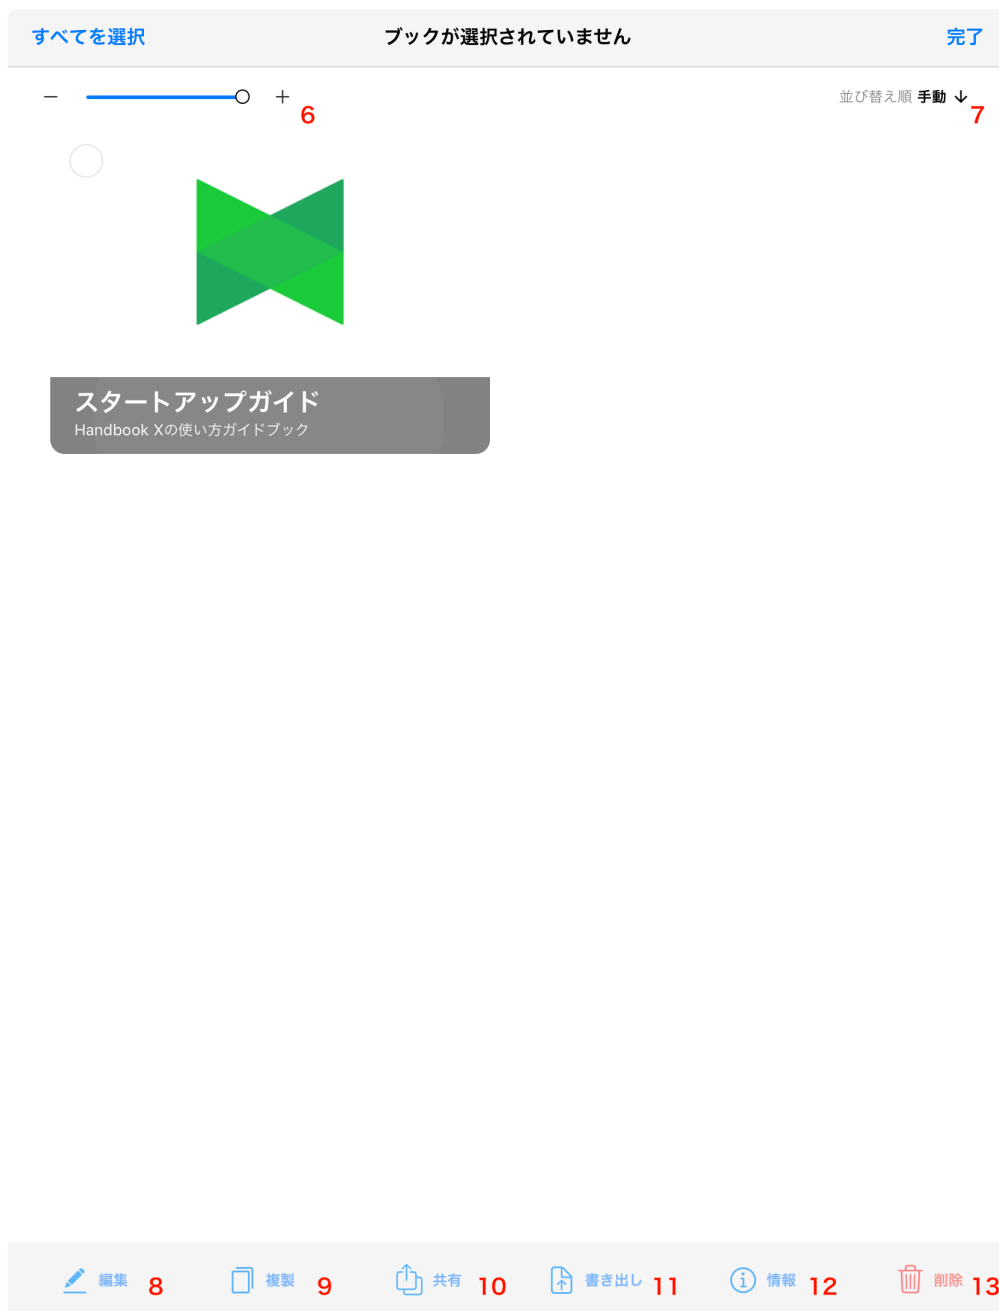 すべてを選択 ブックが選択されていません 完了
− + 6 並び替え順 手動 ↓ 7
スタートアップガイド
Handbook Xの使い方ガイドブック
編集 8 複製 9 共有 10 書き出し 11 情報 12 削除 13